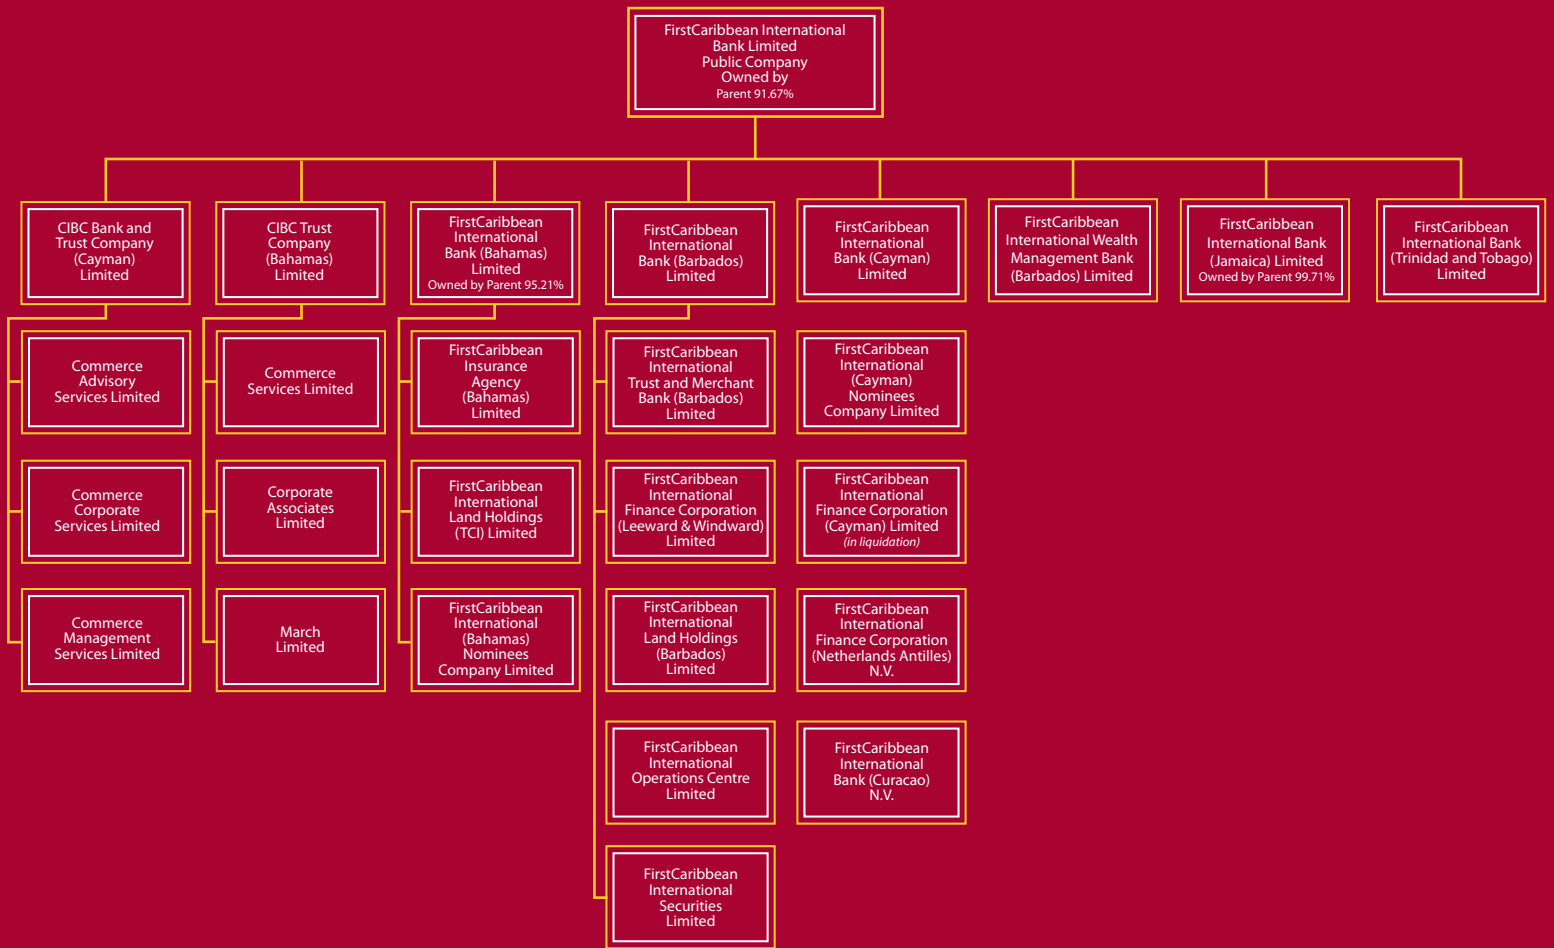 FirstCaribbean International
Bank Limited
Public Company
Owned by
Parent 91.67%
CIBC Bank and
Trust Company
(Cayman)
Limited
CIBC Trust
Company
(Bahamas)
Limited
FirstCaribbean
International
Bank (Bahamas)
Limited
Owned by Parent 95.21%
FirstCaribbean
International
Bank (Barbados)
Limited
FirstCaribbean
International
Bank (Cayman)
Limited
FirstCaribbean
International Wealth
Management Bank
(Barbados) Limited
FirstCaribbean
International Bank
(Jamaica) Limited
Owned by Parent 99.71%
FirstCaribbean
International Bank
(Trinidad and Tobago)
Limited
Commerce
Advisory
Services Limited
Commerce
Services Limited
FirstCaribbean
Insurance
Agency
(Bahamas)
Limited
FirstCaribbean
International
Trust and Merchant
Bank (Barbados)
Limited
FirstCaribbean
International
(Cayman)
Nominees
Company Limited
Commerce
Corporate
Services Limited
Corporate
Associates
Limited
FirstCaribbean
International
Land Holdings
(TCI) Limited
FirstCaribbean
International
Finance Corporation
(Leeward & Windward)
Limited
FirstCaribbean
International
Finance Corporation
(Cayman) Limited
(in liquidation)
Commerce
Management
Services Limited
March
Limited
FirstCaribbean
International
(Bahamas)
Nominees
Company Limited
FirstCaribbean
International
Land Holdings
(Barbados)
Limited
FirstCaribbean
International
Finance Corporation
(Netherlands Antilles)
N.V.
FirstCaribbean
International
Operations Centre
Limited
FirstCaribbean
International
Bank (Curacao)
N.V.
FirstCaribbean
International
Securities
Limited